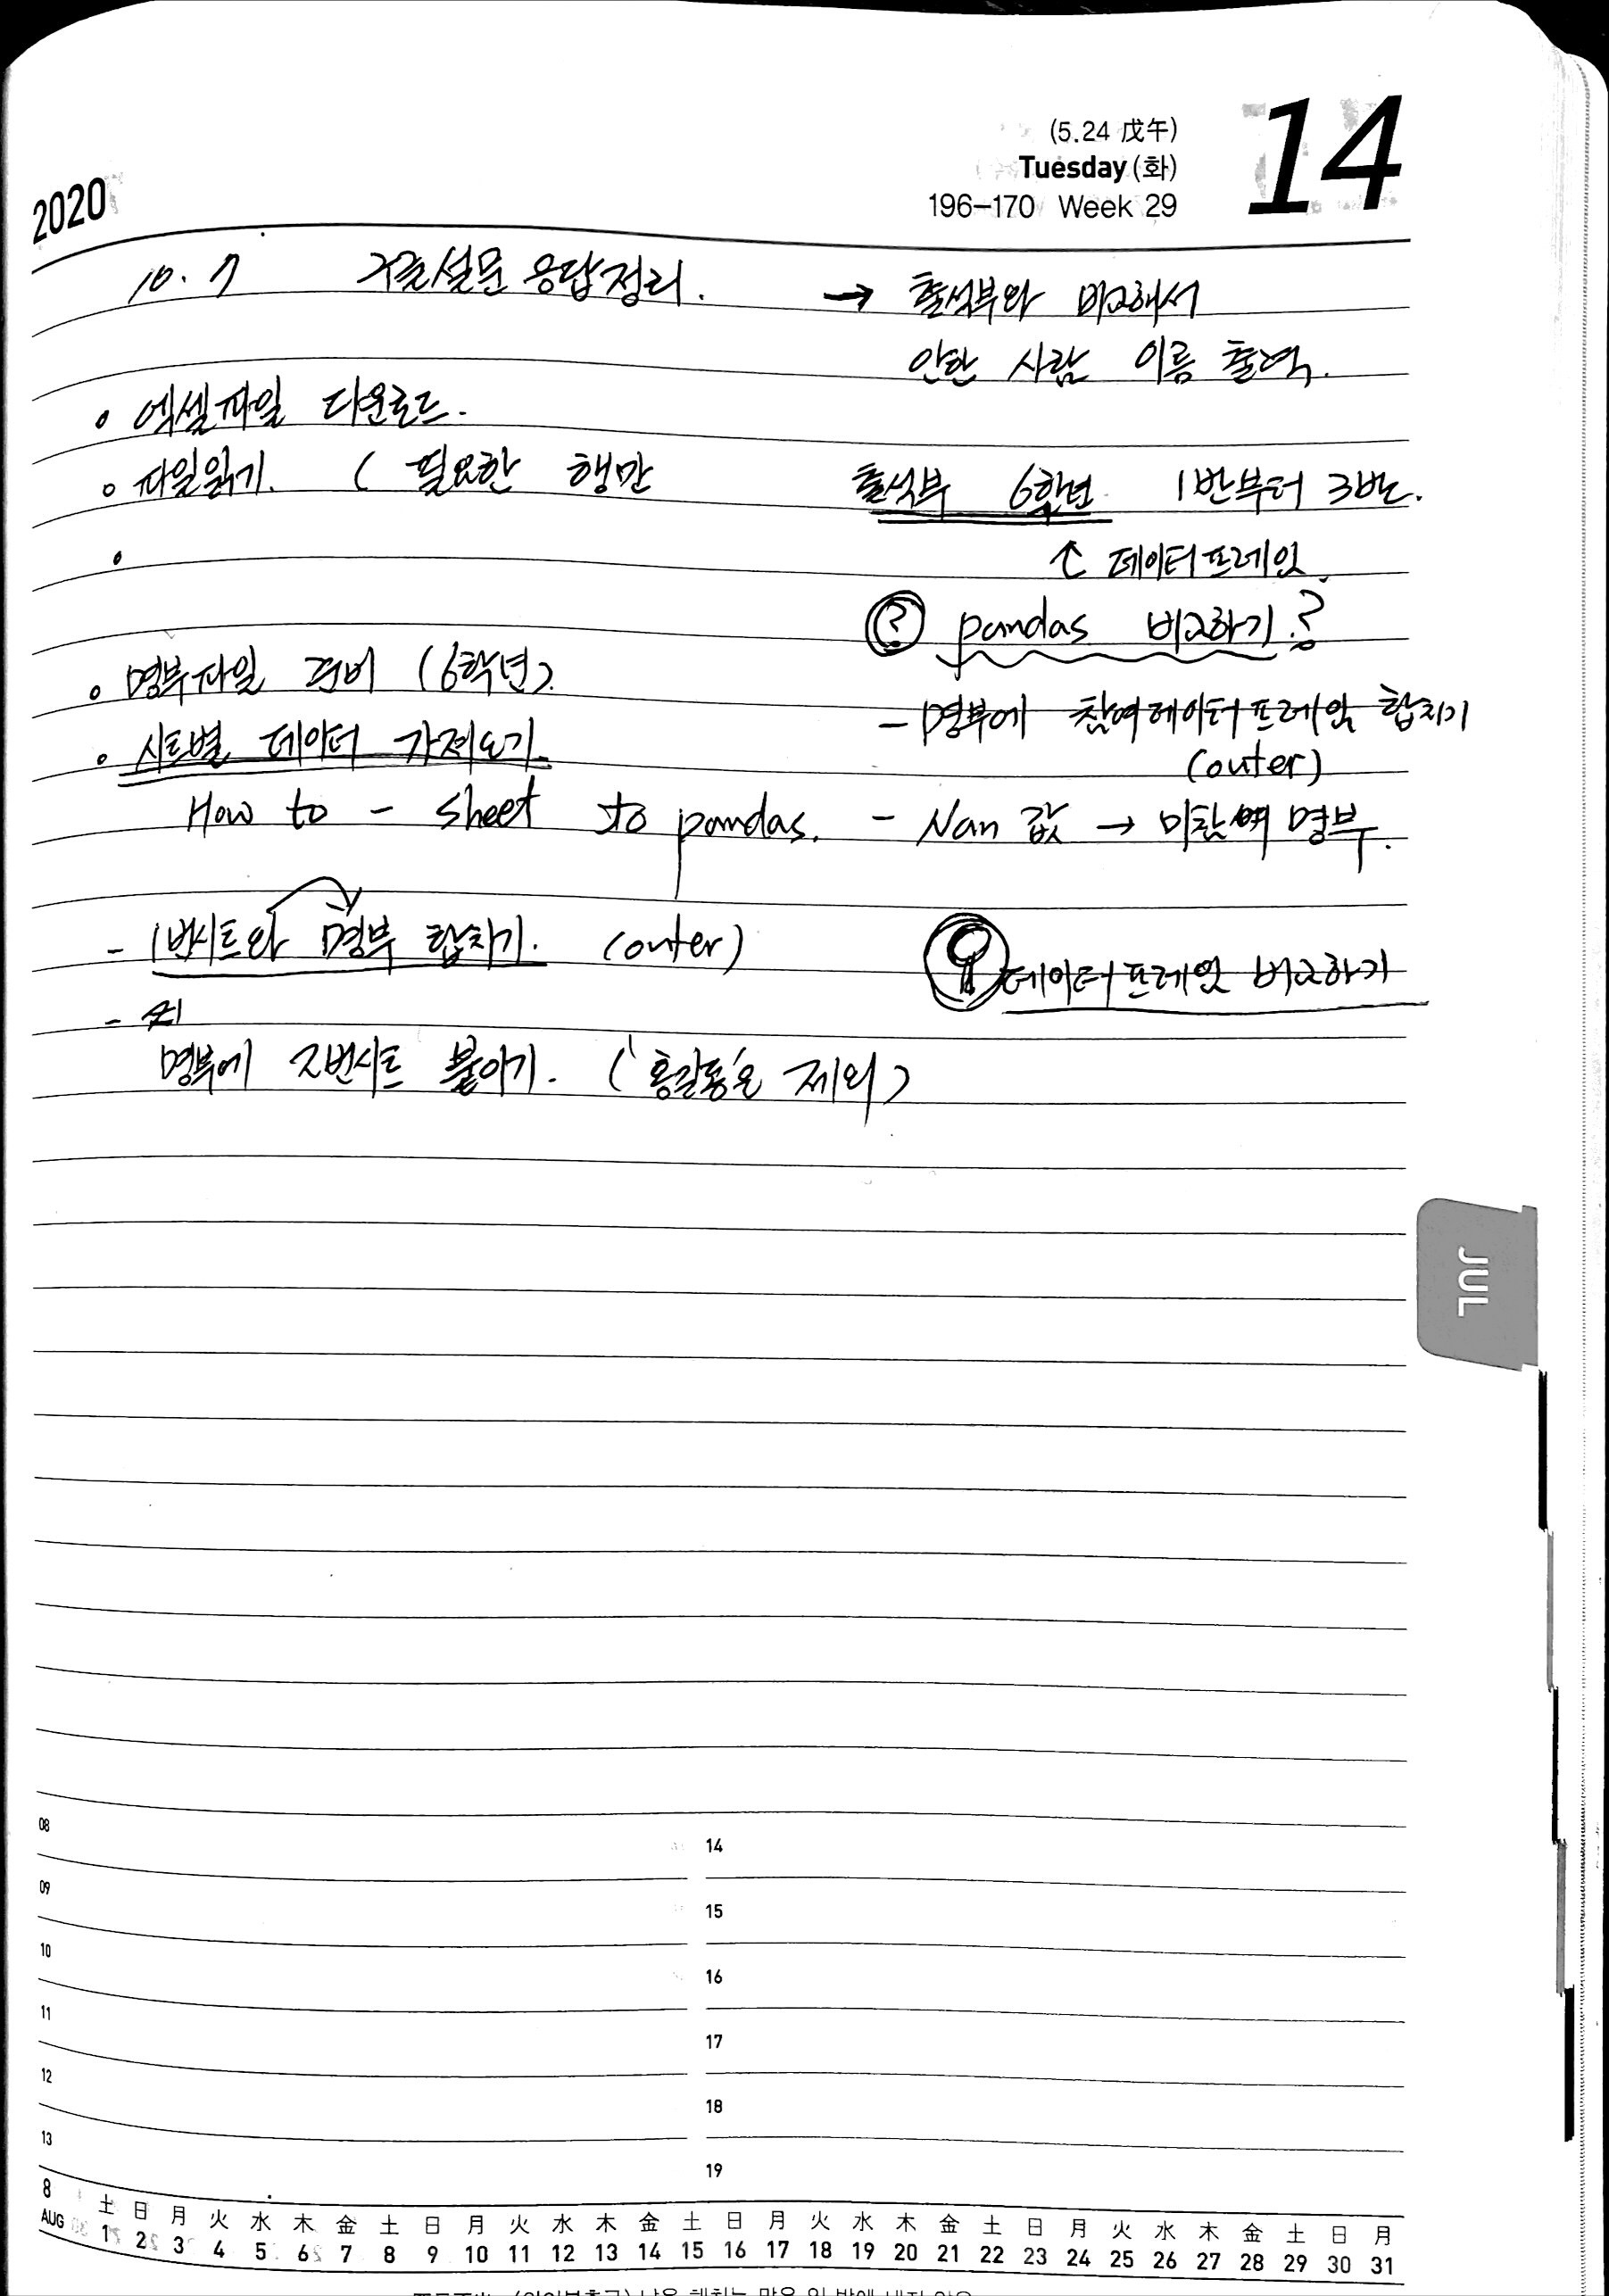 2020
(5.24 戊午)
Tuesday (화)
196-170 Week 29
14
10. 7 구글설문 응답정리.
→ 출석부와 비교해서
안한 사람 이름 출력.
• 엑셀파일 다운로드.
• 파일읽기. ( 필요한 행만
•
출석부 6학년 1반부터 3반.
↑ 데이터프레임.
? pandas 비교하기.?
• 명부파일 준비 (6학년).
• 시트별 데이터 가져오기.
How to - sheet to pandas.
- 명부에 참여데이터프레임 합치기
(outer)
- Nan 값 → 미참여 명부.
- 1번시트와 명부 합치기. (outer)
-
명부에 2번시트 붙이기. ('홍길동'은 제외)
데이터프레임 비교하기
JUL
08
09
10
11
12
13
14
15
16
17
18
19
8 AUG
土 日 月 火 水 木 金 土 日 月 火 水 木 金 土 日 月 火 水 木 金 土 日 月 火 水 木 金 土 日 月
1 2 3 4 5 6 7 8 9 10 11 12 13 14 15 16 17 18 19 20 21 22 23 24 25 26 27 28 29 30 31